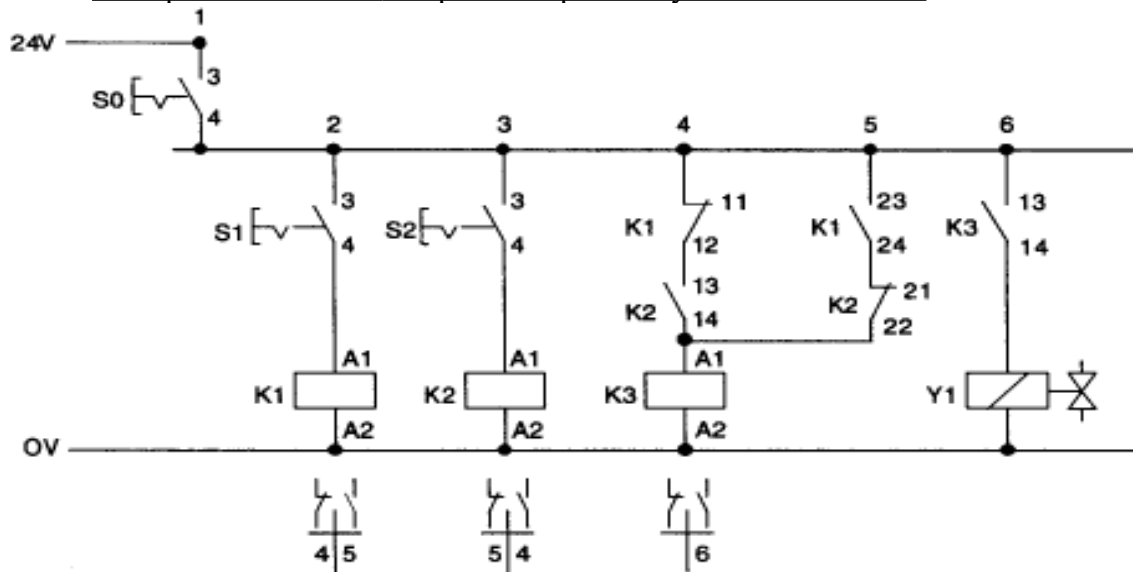 1
24V
3
S0
4
2 3 4 5 6
3 3 11 23 13
S1 S2 K1 K1 K3
4 4 12 24 14
13 21
K2 K2
14 22
A1 A1 A1
K1 K2 K3 Y1
A2 A2 A2
0V
4 5 5 4 6